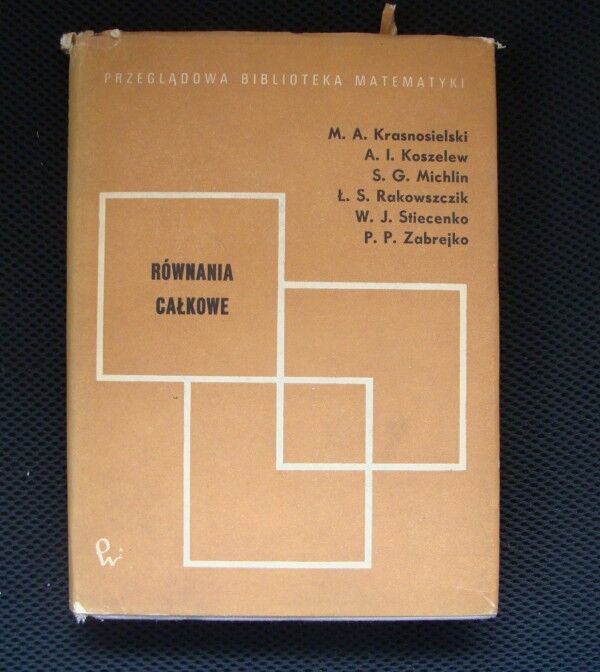 PRZEGLĄDOWA BIBLIOTEKA MATEMATYKI
M. A. Krasnosielski
A. I. Koszelew
S. G. Michlin
Ł. S. Rakowszczik
W. J. Stiecenko
P. P. Zabrejko
RÓWNANIA
CAŁKOWE